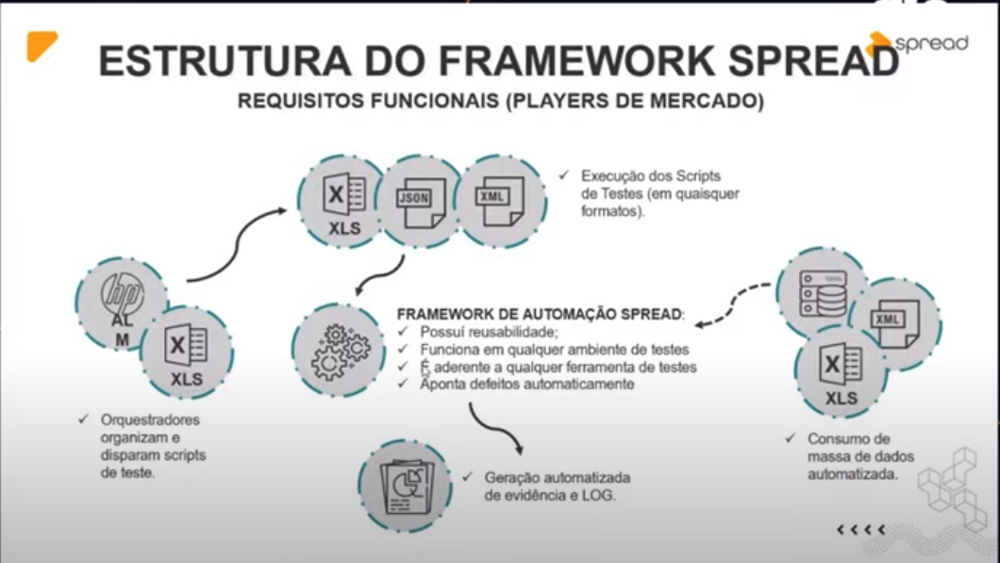 spread
ESTRUTURA DO FRAMEWORK SPREAD
REQUISITOS FUNCIONAIS (PLAYERS DE MERCADO)
XLS
JSON
XML
✓ Execução dos Scripts
de Testes (em quaisquer
formatos).
hp
AL
M
XLS
✓ Orquestradores
organizam e
disparam scripts
de teste.
FRAMEWORK DE AUTOMAÇÃO SPREAD:
✓ Possuí reusabilidade;
✓ Funciona em qualquer ambiente de testes
✓ É aderente a qualquer ferramenta de testes
✓ Aponta defeitos automaticamente
XML
XLS
✓ Consumo de
massa de dados
automatizada.
✓ Geração automatizada
de evidência e LOG.